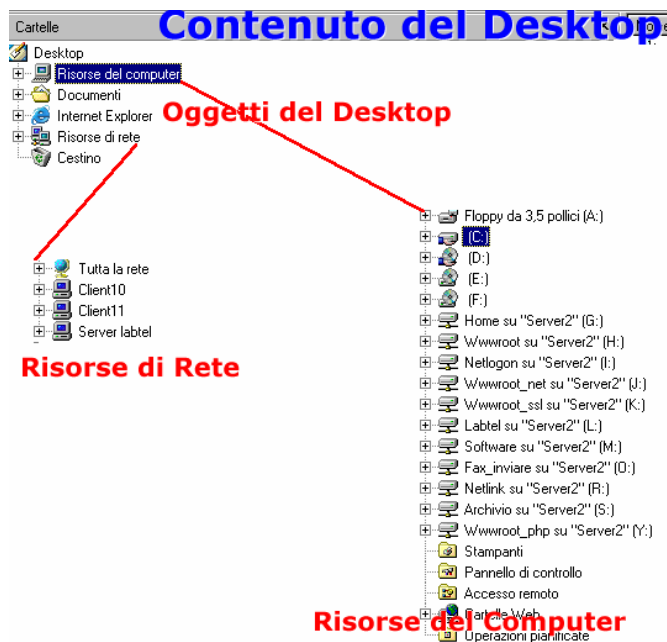 Cartelle
Contenuto del Desktop
Desktop
Risorse del computer
Documenti
Internet Explorer
Oggetti del Desktop
Risorse di rete
Cestino
Floppy da 3,5 pollici (A:)
(C:)
(D:)
(E:)
(F:)
Home su "Server2" (G:)
Wwwroot su "Server2" (H:)
Netlogon su "Server2" (I:)
Wwwroot_net su "Server2" (J:)
Wwwroot_ssl su "Server2" (K:)
Labtel su "Server2" (L:)
Software su "Server2" (M:)
Fax_inviare su "Server2" (O:)
Netlink su "Server2" (R:)
Archivio su "Server2" (S:)
Wwwroot_php su "Server2" (Y:)
Stampanti
Pannello di controllo
Accesso remoto
Cartelle Web
Operazioni pianificate
Risorse del Computer
Tutta la rete
Client10
Client11
Server labtel
Risorse di Rete